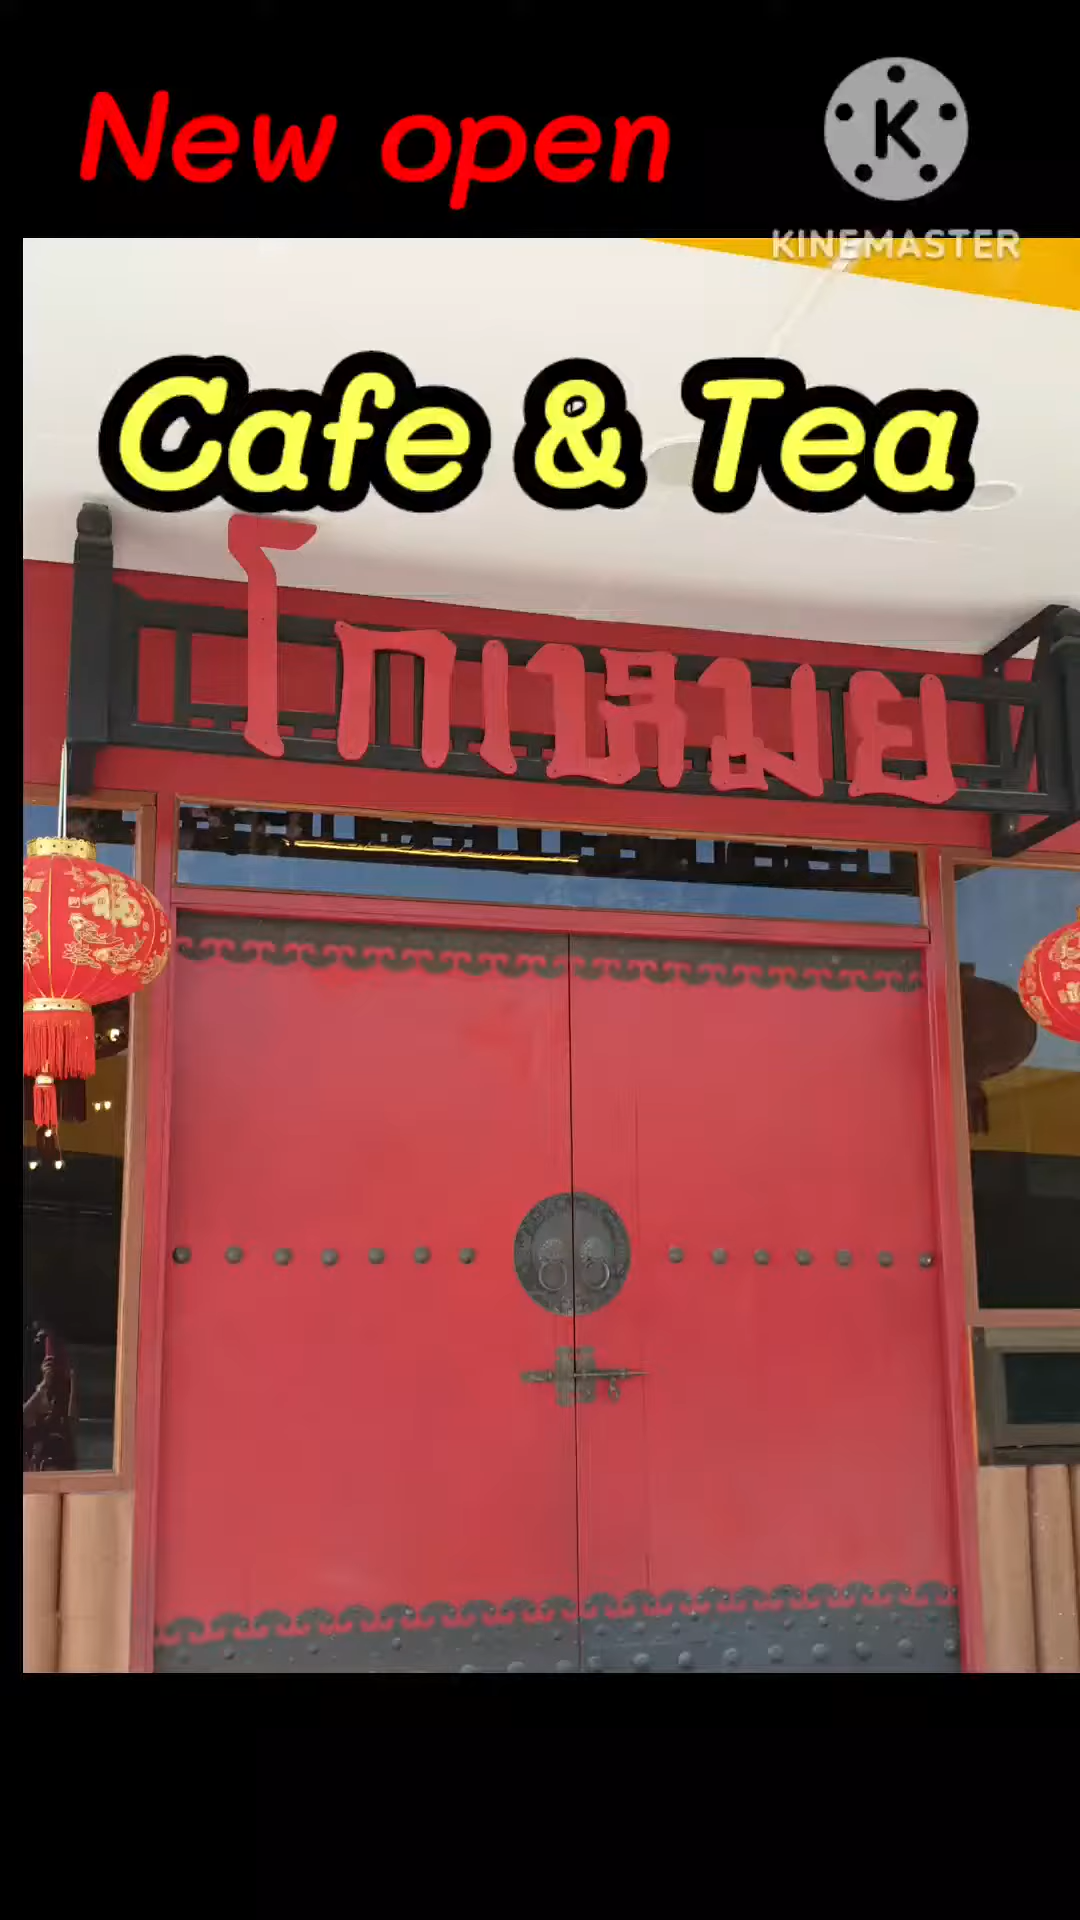 New open
K
KINEMASTER
Cafe & Tea
โกเหมย